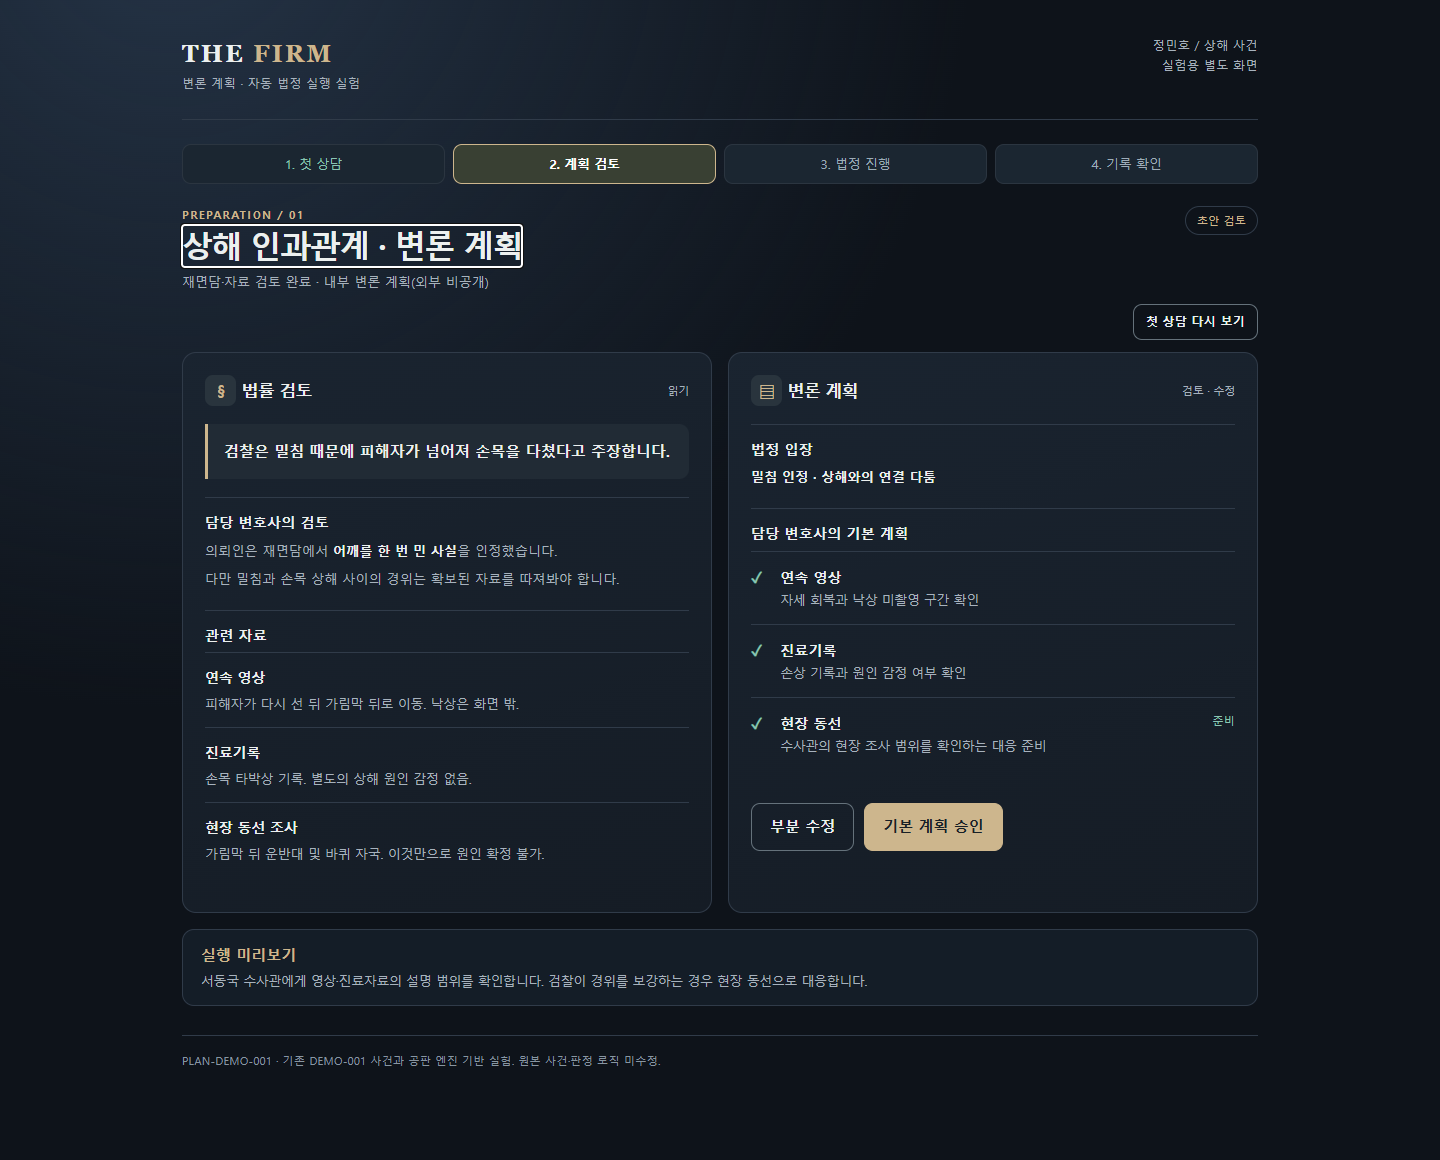 THE FIRM
변론 계획 · 자동 법정 실행 실험
정민호 / 상해 사건
실험용 별도 화면
1. 첫 상담
2. 계획 검토
3. 법정 진행
4. 기록 확인
PREPARATION / 01
상해 인과관계 · 변론 계획
재면담·자료 검토 완료 · 내부 변론 계획(외부 비공개)
초안 검토
첫 상담 다시 보기
§ 법률 검토
읽기
검찰은 밀침 때문에 피해자가 넘어져 손목을 다쳤다고 주장합니다.
담당 변호사의 검토
의뢰인은 재면담에서 어깨를 한 번 민 사실을 인정했습니다.
다만 밀침과 손목 상해 사이의 경위는 확보된 자료를 따져봐야 합니다.
관련 자료
연속 영상
피해자가 다시 선 뒤 가림막 뒤로 이동. 낙상은 화면 밖.
진료기록
손목 타박상 기록. 별도의 상해 원인 감정 없음.
현장 동선 조사
가림막 뒤 운반대 및 바퀴 자국. 이것만으로 원인 확정 불가.
▤ 변론 계획
검토 · 수정
법정 입장
밀침 인정 · 상해와의 연결 다툼
담당 변호사의 기본 계획
✓ 연속 영상
자세 회복과 낙상 미촬영 구간 확인
✓ 진료기록
손상 기록과 원인 감정 여부 확인
✓ 현장 동선
준비
수사관의 현장 조사 범위를 확인하는 대응 준비
부분 수정
기본 계획 승인
실행 미리보기
서동국 수사관에게 영상·진료자료의 설명 범위를 확인합니다. 검찰이 경위를 보강하는 경우 현장 동선으로 대응합니다.
PLAN-DEMO-001 · 기존 DEMO-001 사건과 공판 엔진 기반 실험. 원본 사건·판정 로직 미수정.